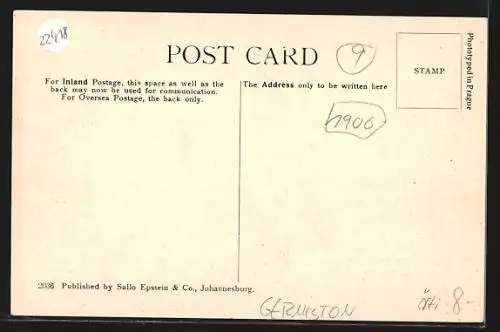 22418
POST CARD
9
For Inland Postage, this space as well as the
back may now be used for communication.
For Oversea Postage, the back only.
The Address only to be written here
STAMP
Phototyped in Prague
1906
2036 Published by Sallo Epstein & Co., Johannesburg.
GERMISTON
8-